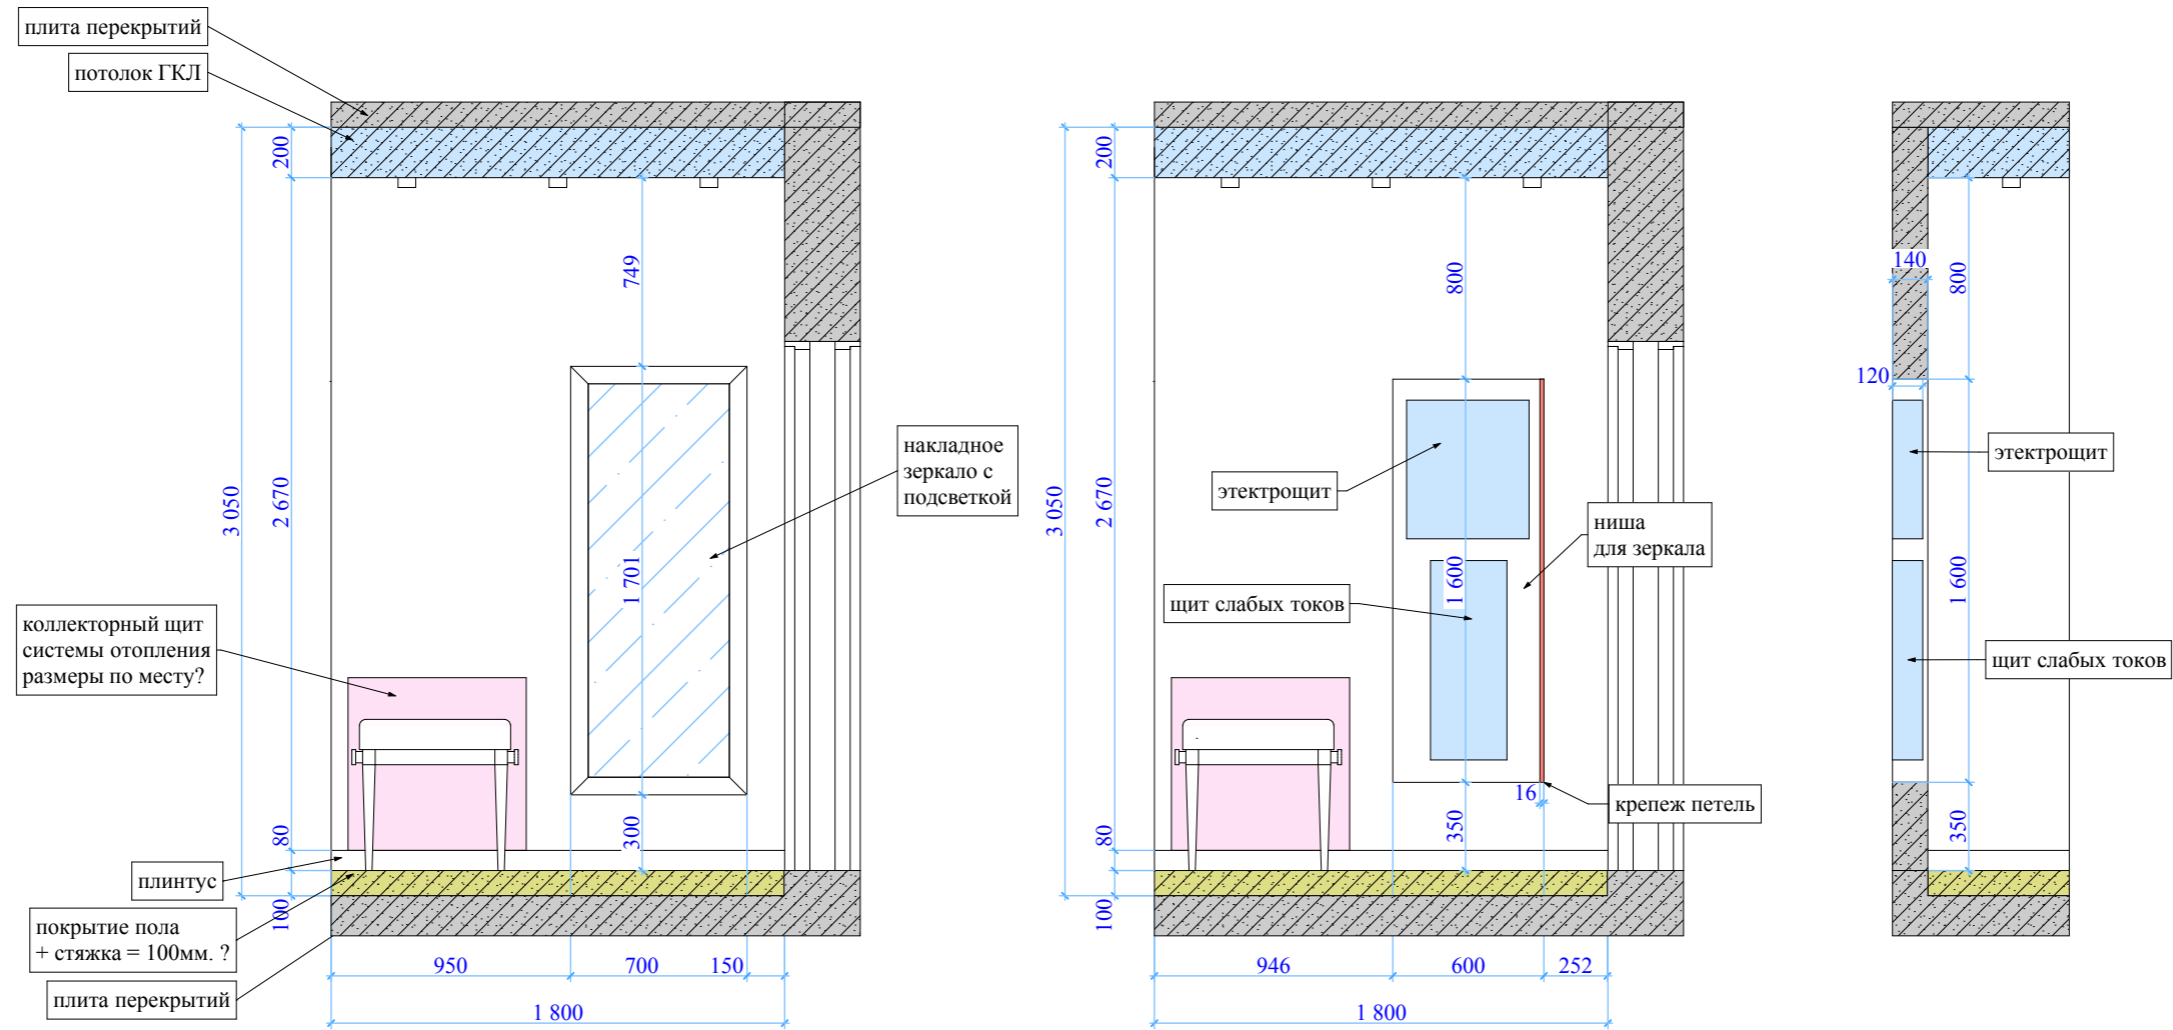 плита перекрытий
потолок ГКЛ
200
2 670
3 050
80
100
749
1 701
300
накладное
зеркало с
подсветкой
коллекторный щит
системы отопления
размеры по месту?
плинтус
покрытие пола
+ стяжка = 100мм. ?
плита перекрытий
950
700
150
1 800
200
2 670
3 050
80
100
800
1 600
350
этектрощит
щит слабых токов
ниша
для зеркала
16
крепеж петель
946
600
252
1 800
140
800
120
этектрощит
1 600
щит слабых токов
350